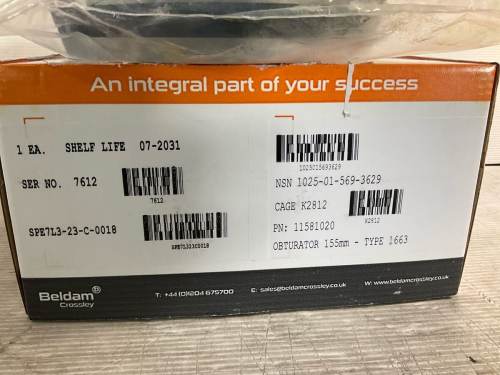 An integral part of your success
1 EA. SHELF LIFE 07-2031
SER NO. 7612
7612
SPE7L3-23-C-0018
SPE7L323C0018
1025015693629
NSN 1025-01-569-3629
CAGE K2812
K2812
PN: 11581020
OBTURATOR 155mm - TYPE 1663
Beldam®
Crossley
T: +44 (0)1204 675700
E: sales@beldamcrossley.co.uk
W: www.beldamcrossley.co.uk